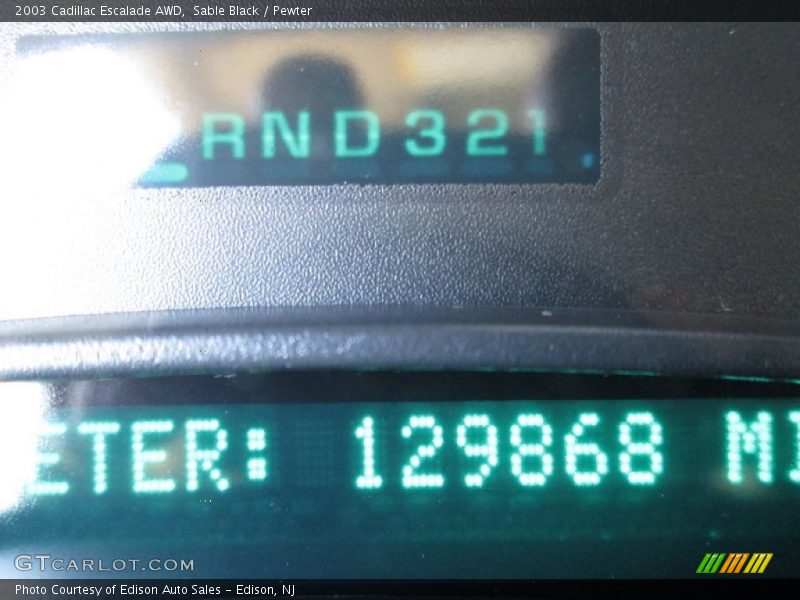 2003 Cadillac Escalade AWD, Sable Black / Pewter
RND321
ETER: 129868 MI
GTCARLOT.COM
Photo Courtesy of Edison Auto Sales - Edison, NJ